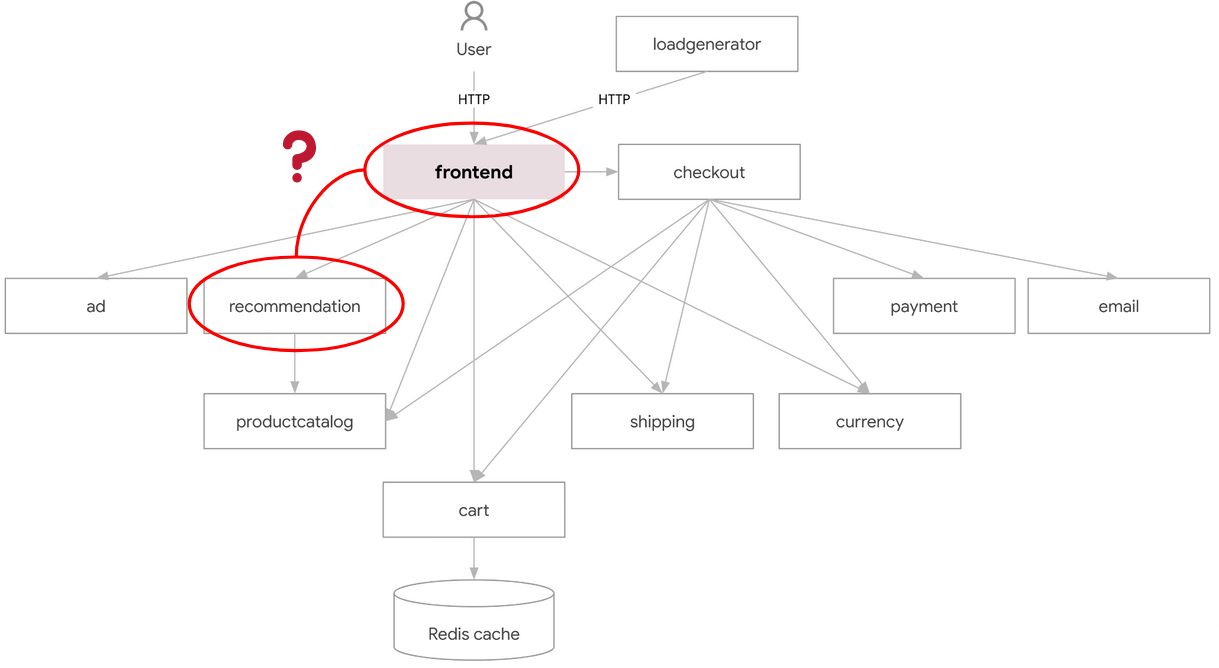 User
loadgenerator
HTTP
HTTP
?
frontend
checkout
ad
recommendation
payment
email
productcatalog
shipping
currency
cart
Redis cache